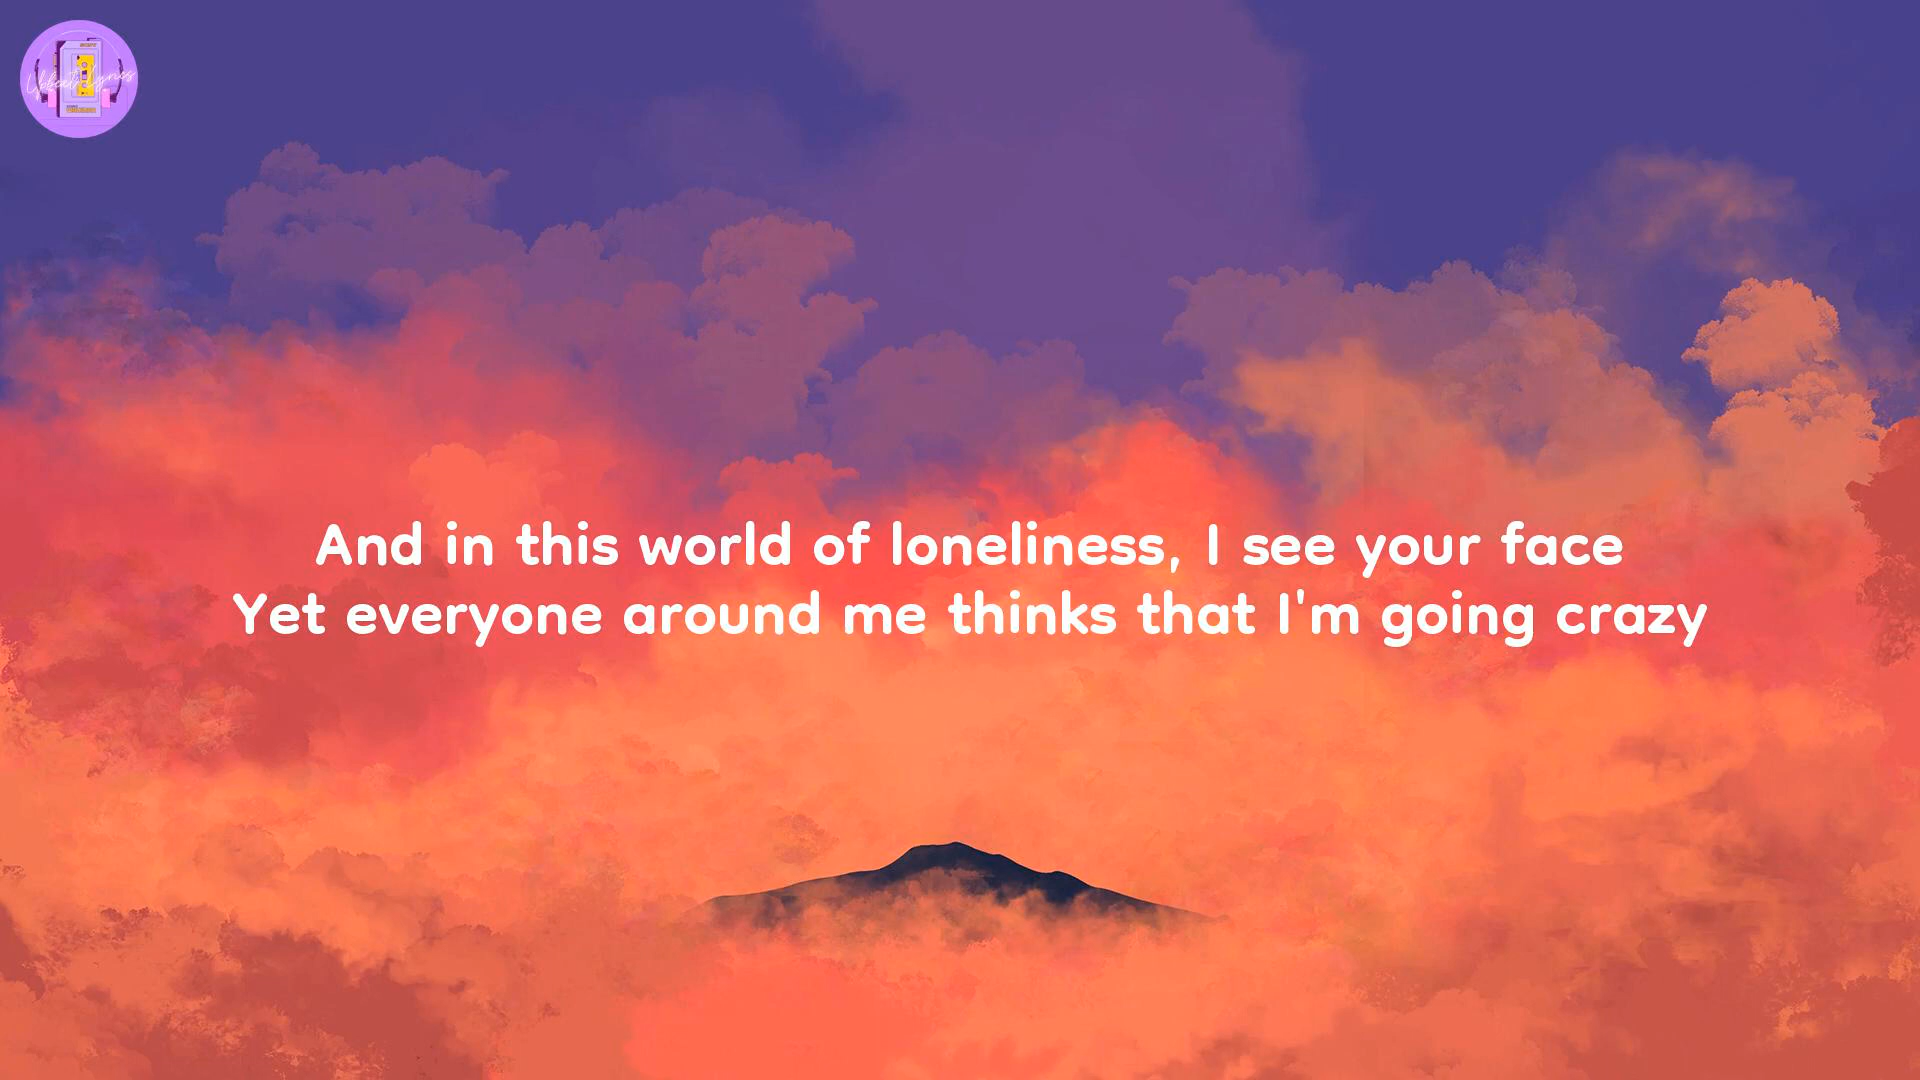 And in this world of loneliness, I see your face
Yet everyone around me thinks that I'm going crazy